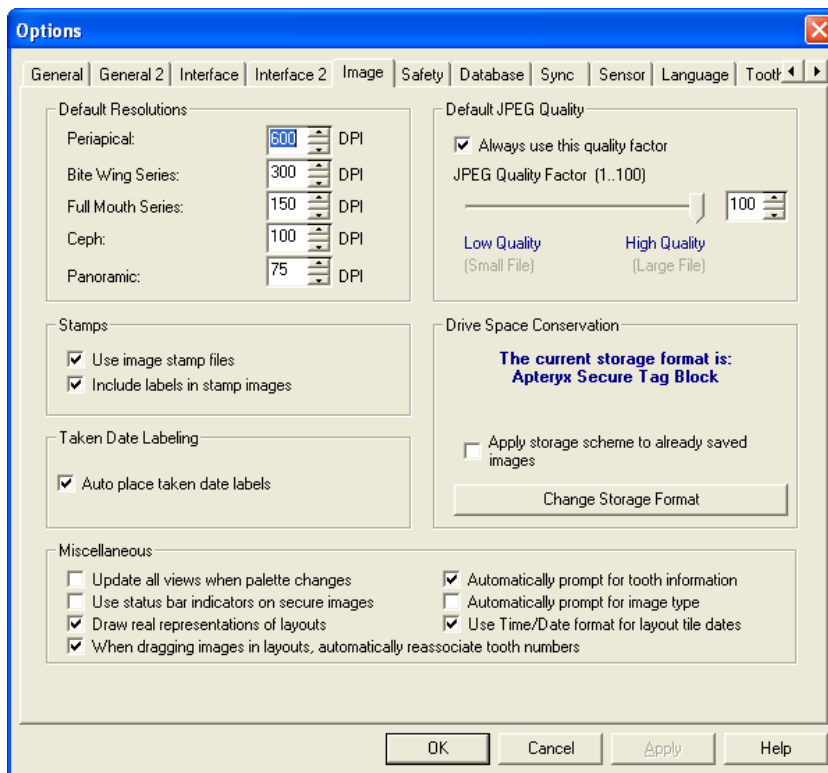 Options
General
General 2
Interface
Interface 2
Image
Safety
Database
Sync
Sensor
Language
Default Resolutions
Periapical: 600 DPI
Bite Wing Series: 300 DPI
Full Mouth Series: 150 DPI
Ceph: 100 DPI
Panoramic: 75 DPI
Default JPEG Quality
Always use this quality factor
JPEG Quality Factor (1..100)
100
Low Quality High Quality
(Small File) (Large File)
Stamps
Use image stamp files
Include labels in stamp images
Drive Space Conservation
The current storage format is:
Apteryx Secure Tag Block
Apply storage scheme to already saved
images
Change Storage Format
Taken Date Labeling
Auto place taken date labels
Miscellaneous
Update all views when palette changes
Use status bar indicators on secure images
Draw real representations of layouts
When dragging images in layouts, automatically reassociate tooth numbers
Automatically prompt for tooth information
Automatically prompt for image type
Use Time/Date format for layout tile dates
OK
Cancel
Apply
Help